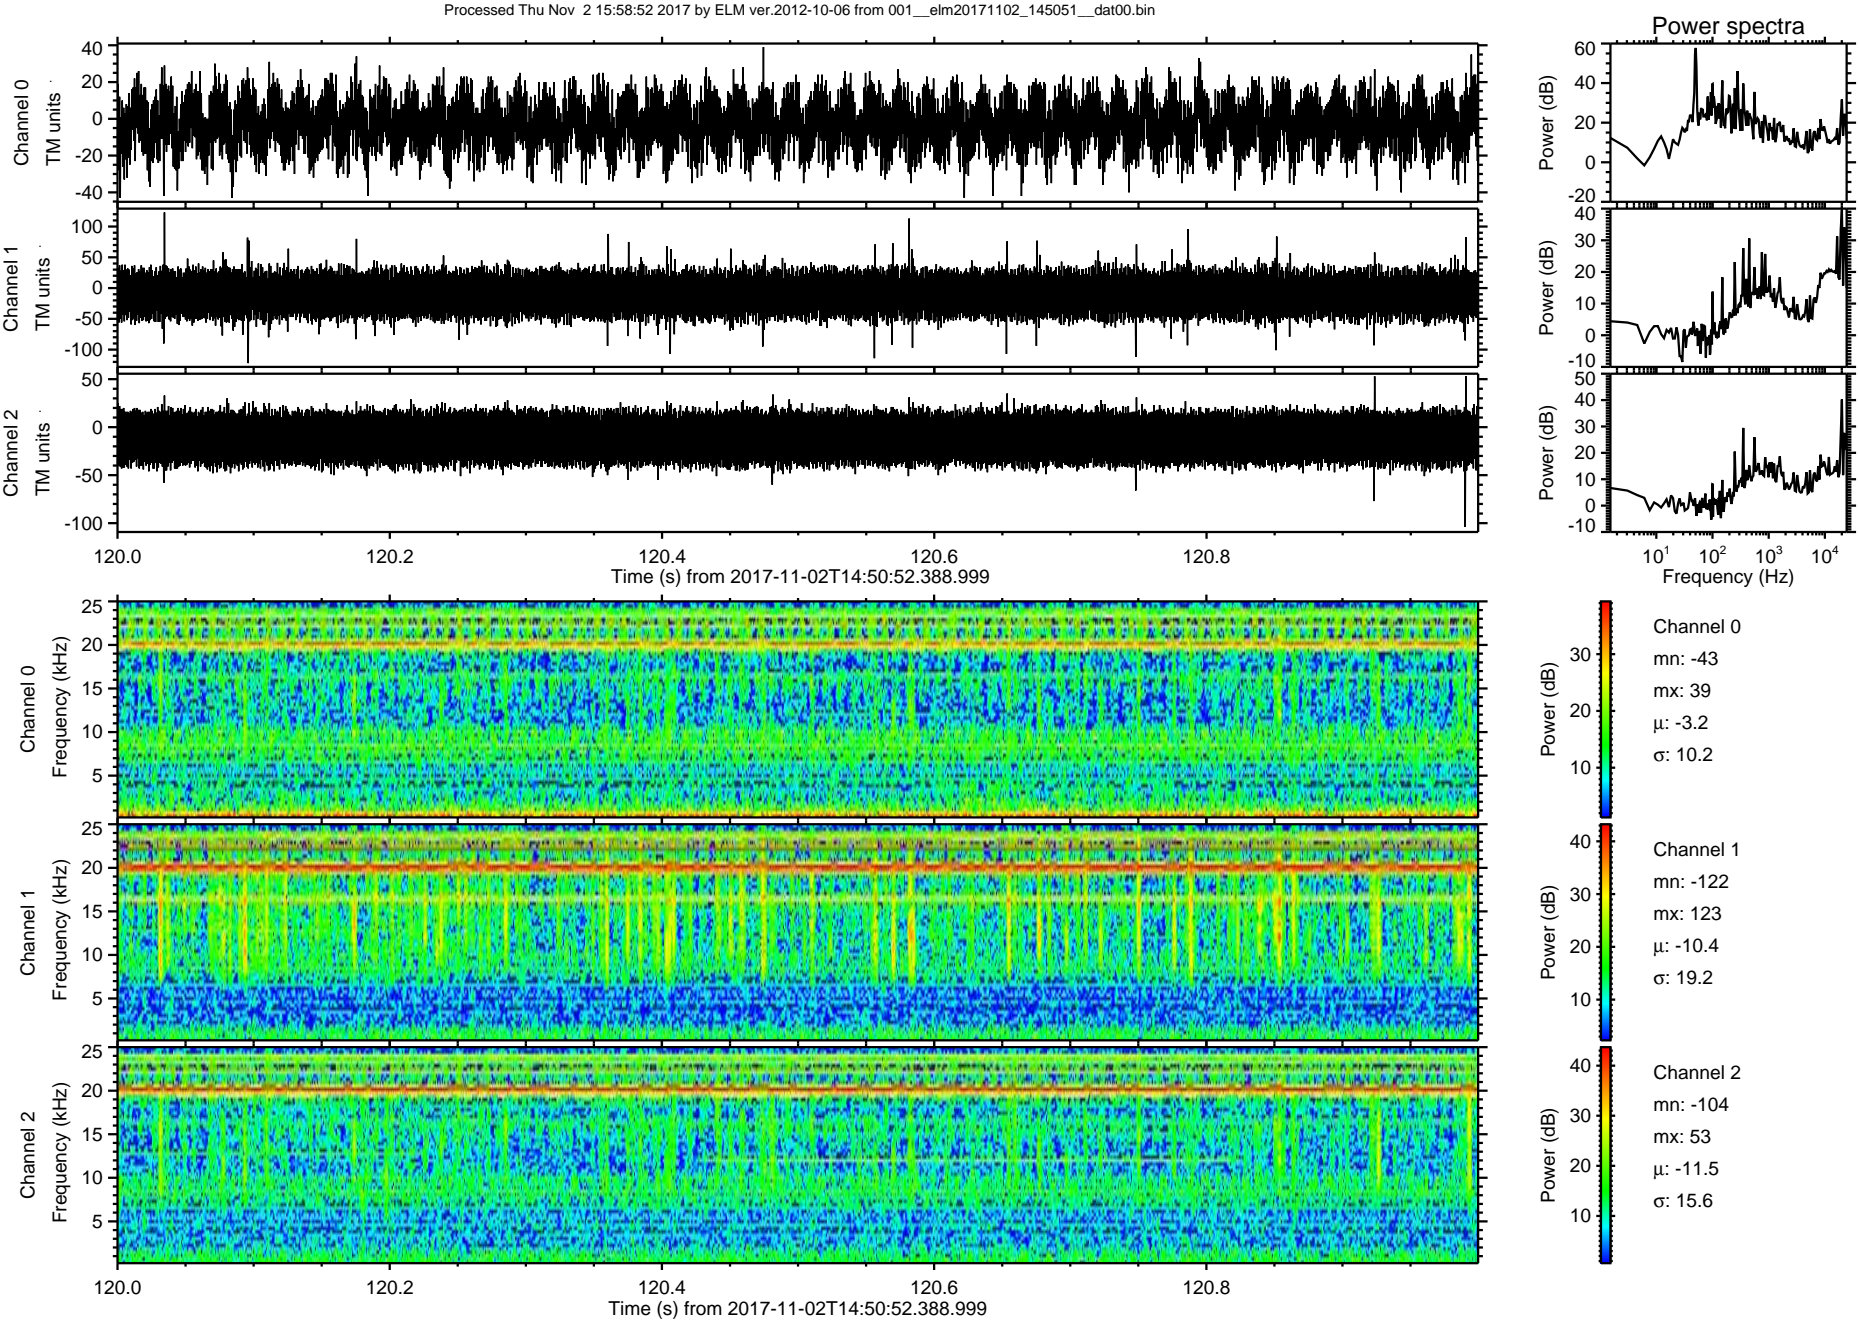 Processed Thu Nov 2 15:58:52 2017 by ELM ver.2012-10-06 from 001__elm20171102_145051__dat00.bin
Power spectra
Channel 0
TM units
40
20
0
-20
-40
Power (dB)
60
40
20
0
-20
Channel 1
TM units
100
50
0
-50
-100
Power (dB)
40
30
20
10
0
-10
Channel 2
TM units
50
0
-50
-100
Power (dB)
50
40
30
20
10
0
-10
120.0 120.2 120.4 120.6 120.8
Time (s) from 2017-11-02T14:50:52.388.999
10^1 10^2 10^3 10^4
Frequency (Hz)
Channel 0
Frequency (kHz)
25
20
15
10
5
Power (dB)
30
20
10
Channel 0
mn: -43
mx: 39
μ: -3.2
σ: 10.2
Channel 1
Frequency (kHz)
25
20
15
10
5
Power (dB)
40
30
20
10
Channel 1
mn: -122
mx: 123
μ: -10.4
σ: 19.2
Channel 2
Frequency (kHz)
25
20
15
10
5
Power (dB)
40
30
20
10
Channel 2
mn: -104
mx: 53
μ: -11.5
σ: 15.6
120.0 120.2 120.4 120.6 120.8
Time (s) from 2017-11-02T14:50:52.388.999